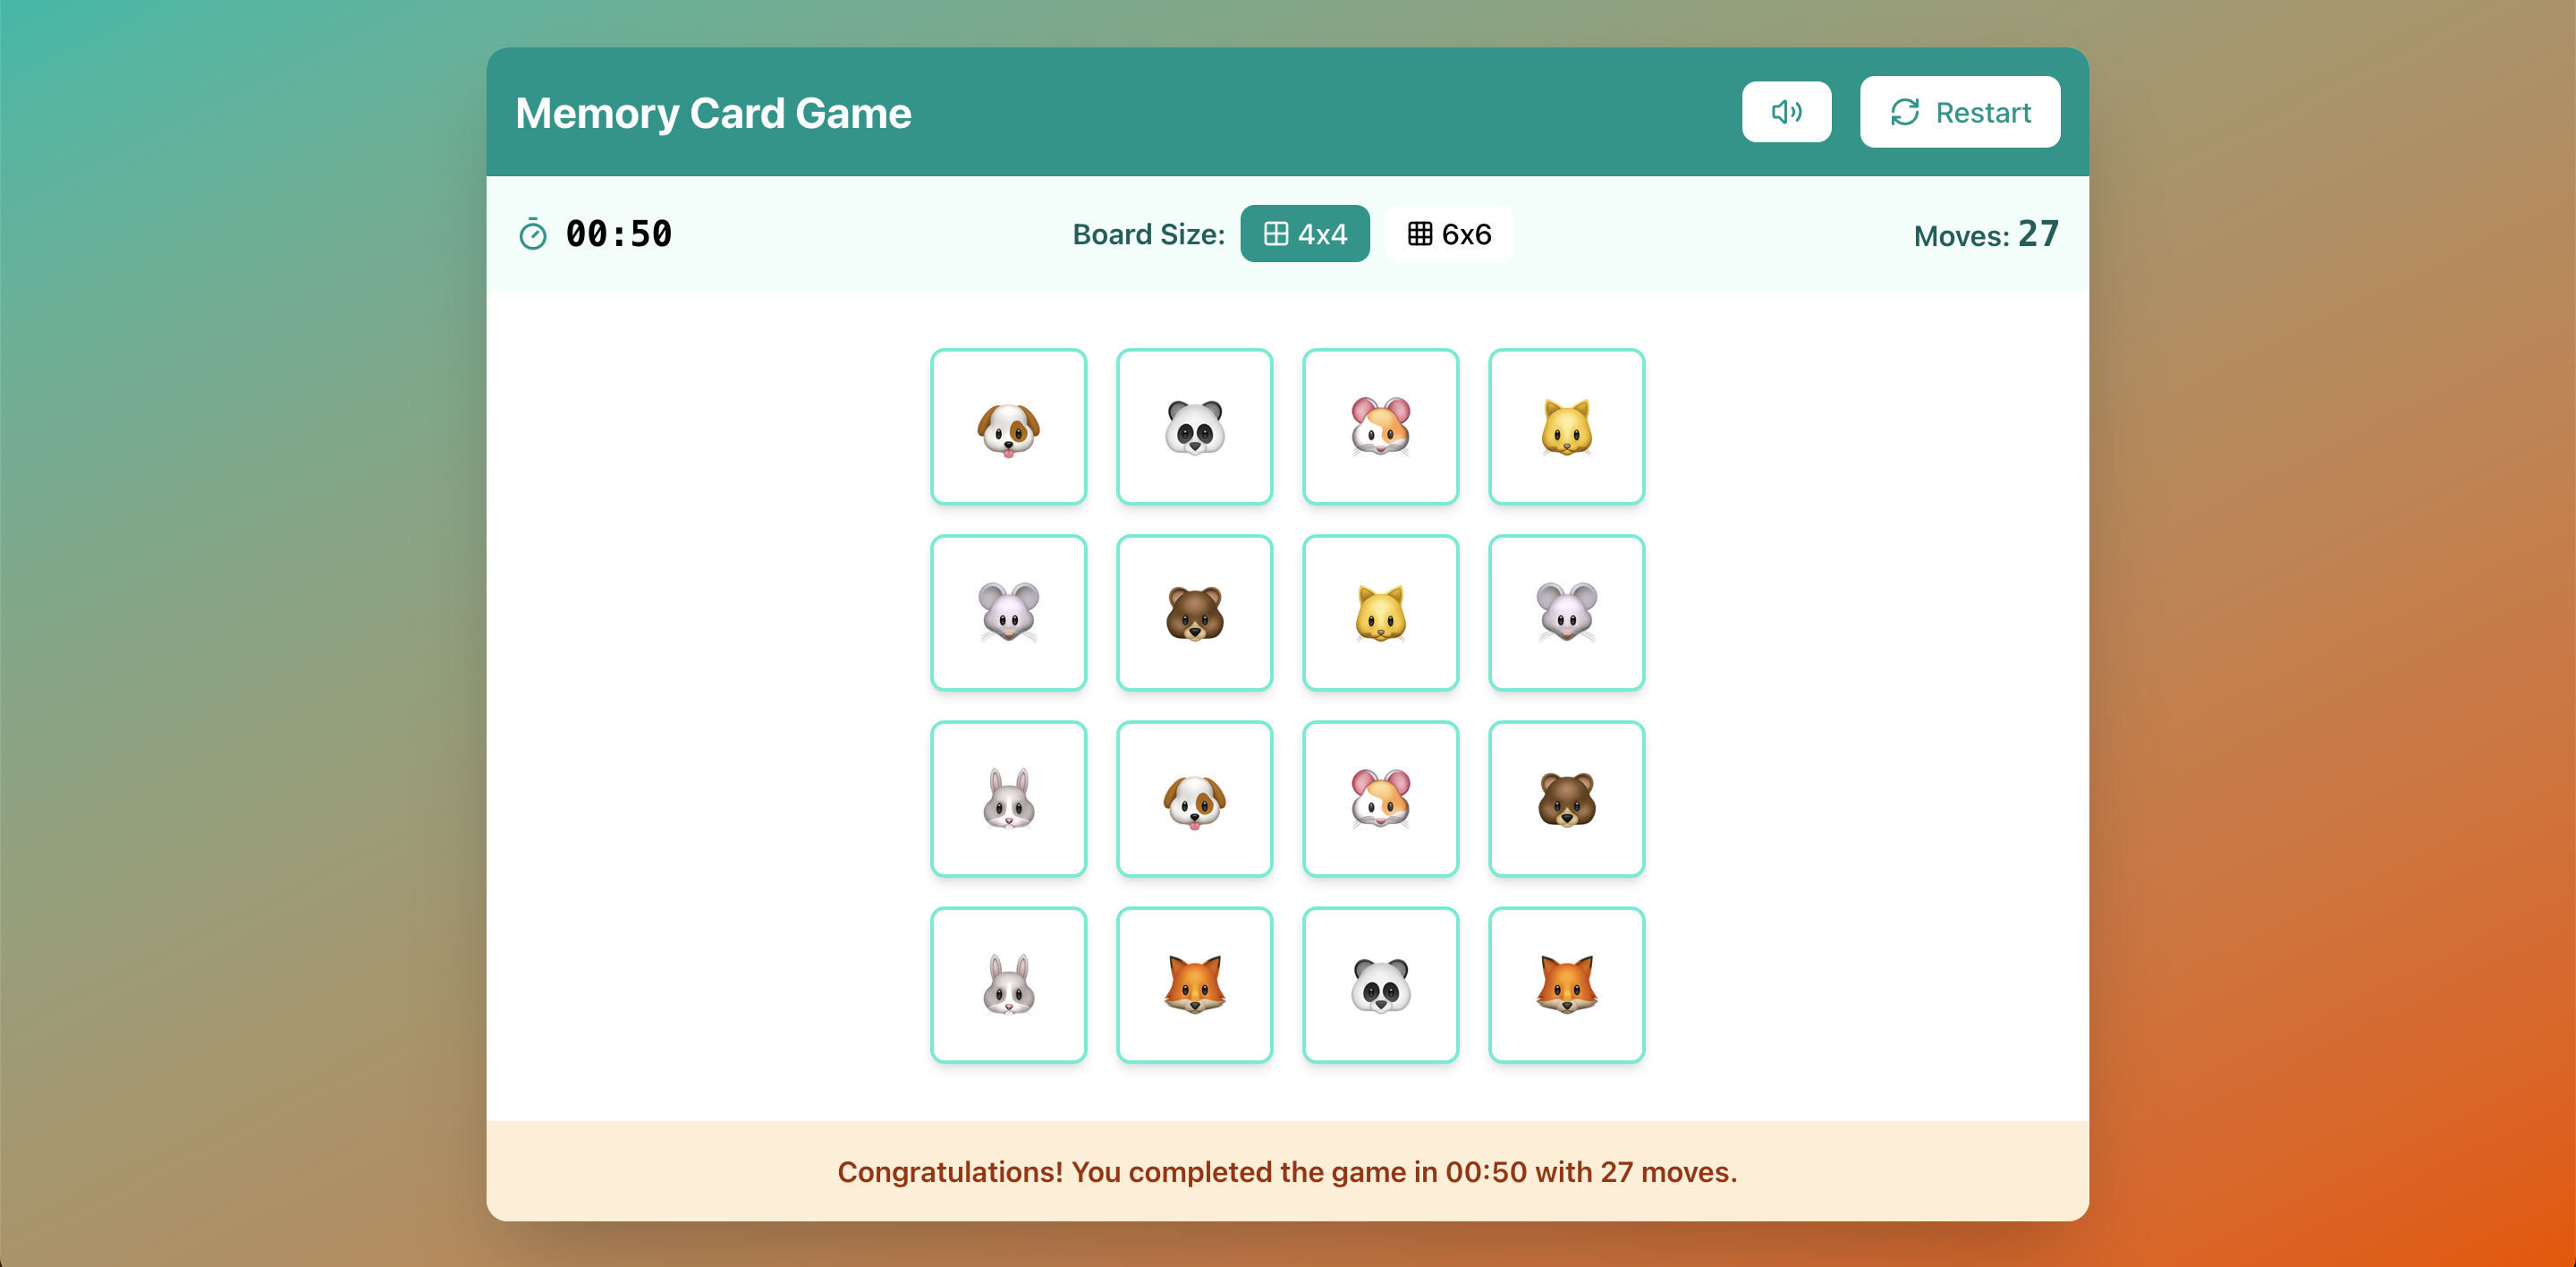 Memory Card Game
Restart
00:50
Board Size: 4x4 6x6
Moves: 27
Congratulations! You completed the game in 00:50 with 27 moves.